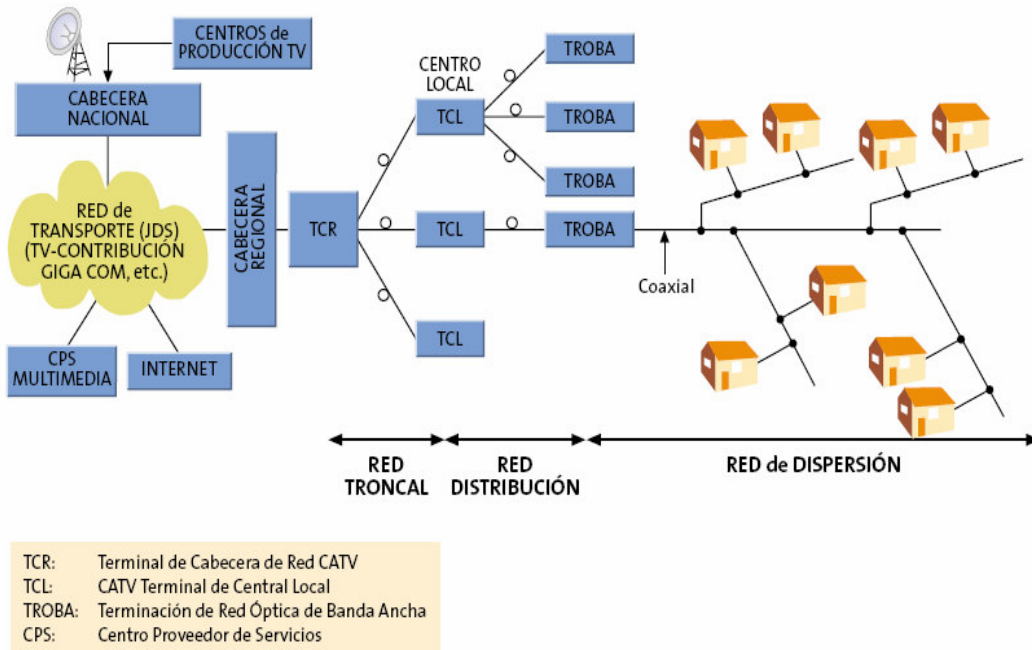 CENTROS de
PRODUCCIÓN TV
CABECERA
NACIONAL
RED de
TRANSPORTE (JDS)
(TV-CONTRIBUCIÓN
GIGA COM, etc.)
CPS
MULTIMEDIA
INTERNET
CABECERA
REGIONAL
TCR
CENTRO
LOCAL
TCL
TCL
TCL
TROBA
TROBA
TROBA
TROBA
Coaxial
RED
TRONCAL
RED
DISTRIBUCIÓN
RED de DISPERSIÓN
TCR: Terminal de Cabecera de Red CATV
TCL: CATV Terminal de Central Local
TROBA: Terminación de Red Óptica de Banda Ancha
CPS: Centro Proveedor de Servicios